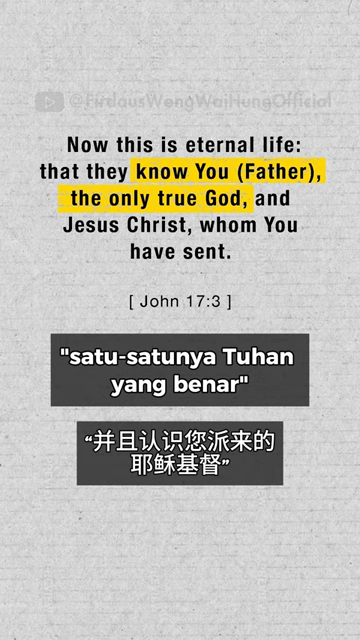 @FirdausWongWaiHungOfficial
Now this is eternal life:
that they know You (Father),
the only true God, and
Jesus Christ, whom You
have sent.
[ John 17:3 ]
"satu-satunya Tuhan
yang benar"
“并且认识您派来的
耶稣基督”